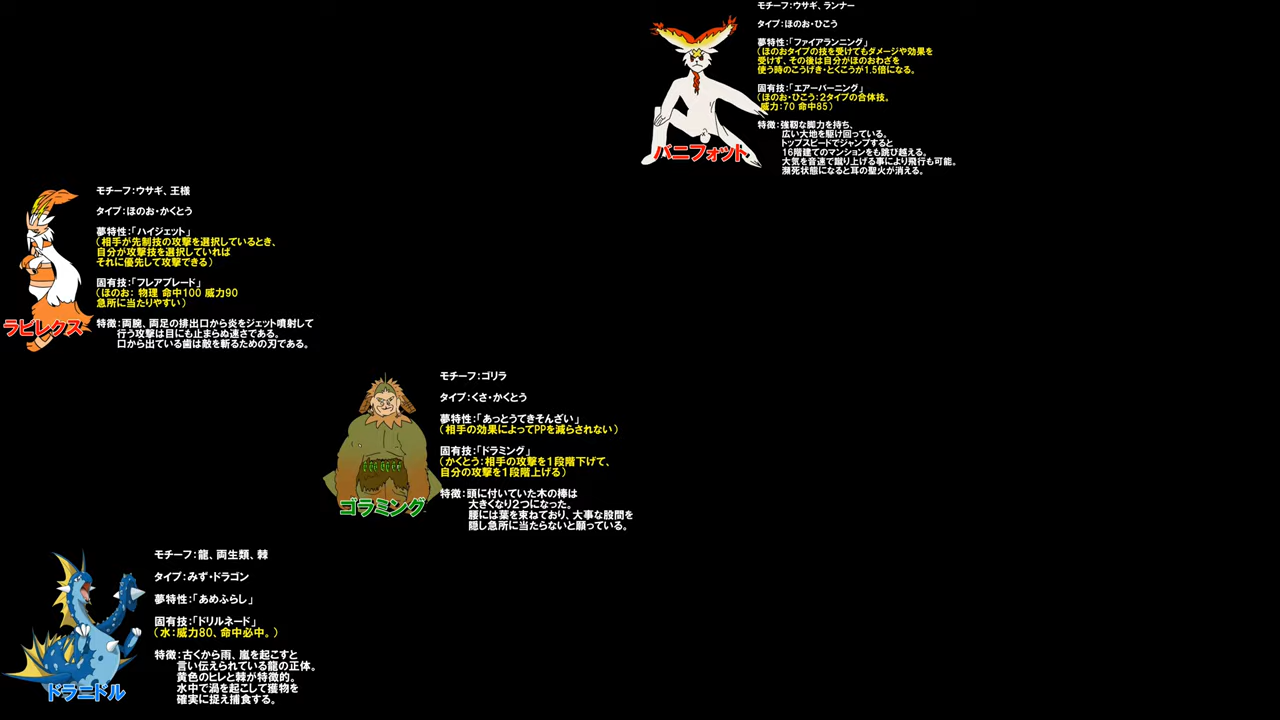 モチーフ：ウサギ、ランナー
タイプ：ほのお・ひこう
夢特性：「ファイアランニング」
（ほのおタイプの技を受けてもダメージや効果を
受けず、その後は自分がほのおわざを
使う時のこうげき・とくこうが1.5倍になる。
固有技：「エアーバーニング」
（ほのお・ひこう：２タイプの合体技。
威力：70 命中85）
特徴：強靭な脚力を持ち、
広い大地を駆け回っている。
トップスピードでジャンプすると
16階建てのマンションをも跳び越える。
大気を音速で蹴り上げる事により飛行も可能。
瀕死状態になると耳の聖火が消える。
バニフォット
モチーフ：ウサギ、王様
タイプ：ほのお・かくとう
夢特性：「ハイジェット」
（相手が先制技の攻撃を選択しているとき、
自分が攻撃技を選択していれば
それに優先して攻撃できる）
固有技：「フレアブレード」
（ほのお： 物理 命中100 威力90
急所に当たりやすい）
特徴：両腕、両足の排出口から炎をジェット噴射して
行う攻撃は目にも止まらぬ速さである。
口から出ている歯は敵を斬るための刃である。
ラビレクス
モチーフ：ゴリラ
タイプ：くさ・かくとう
夢特性：「あっとうてきそんざい」
（相手の効果によってPPを減らされない）
固有技：「ドラミング」
（かくとう：相手の攻撃を１段階下げて、
自分の攻撃を１段階上げる）
特徴：頭に付いていた木の棒は
大きくなり２つになった。
腰には葉を束ねており、大事な股間を
隠し急所に当たらないと願っている。
ゴラミング
モチーフ：龍、両生類、棘
タイプ：みず・ドラゴン
夢特性：「あめふらし」
固有技：「ドリルネード」
（水：威力80、命中必中。）
特徴：古くから雨、嵐を起こすと
言い伝えられている龍の正体。
黄色のヒレと棘が特徴的。
水中で渦を起こして獲物を
確実に捉え捕食する。
ドラニドル